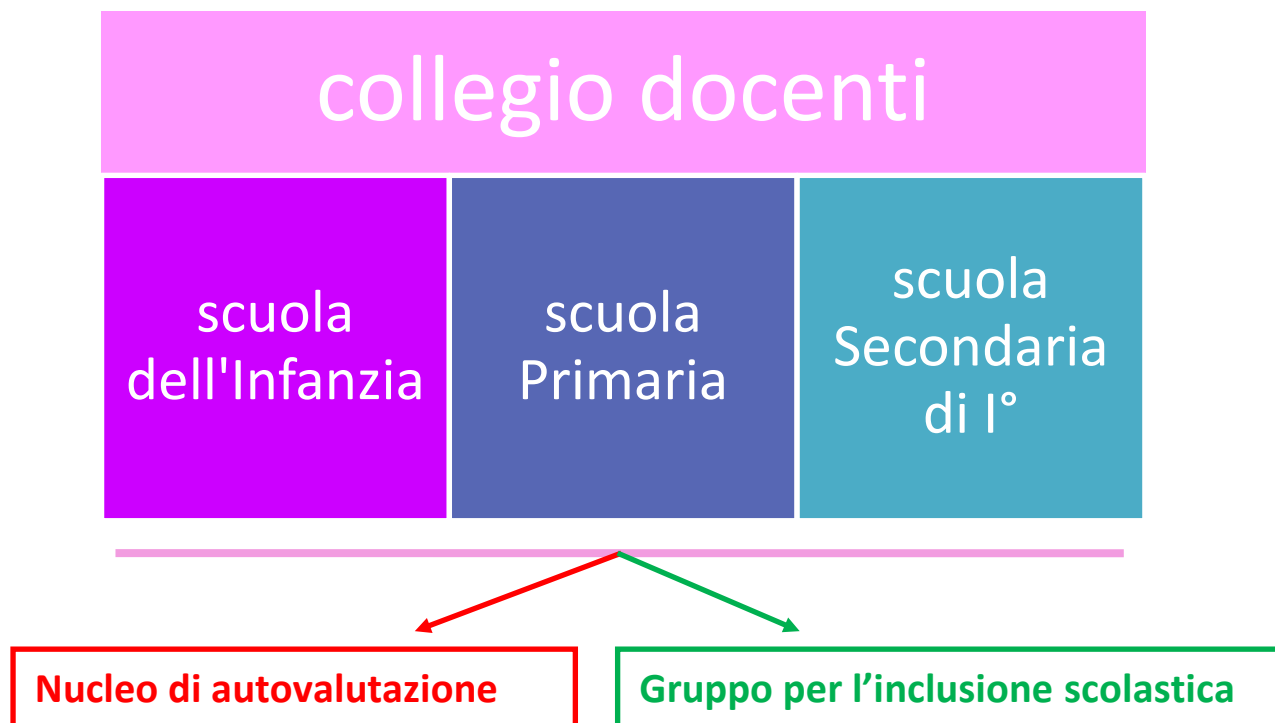 collegio docenti
scuola
dell'Infanzia
scuola
Primaria
scuola
Secondaria
di I°
Nucleo di autovalutazione
Gruppo per l’inclusione scolastica